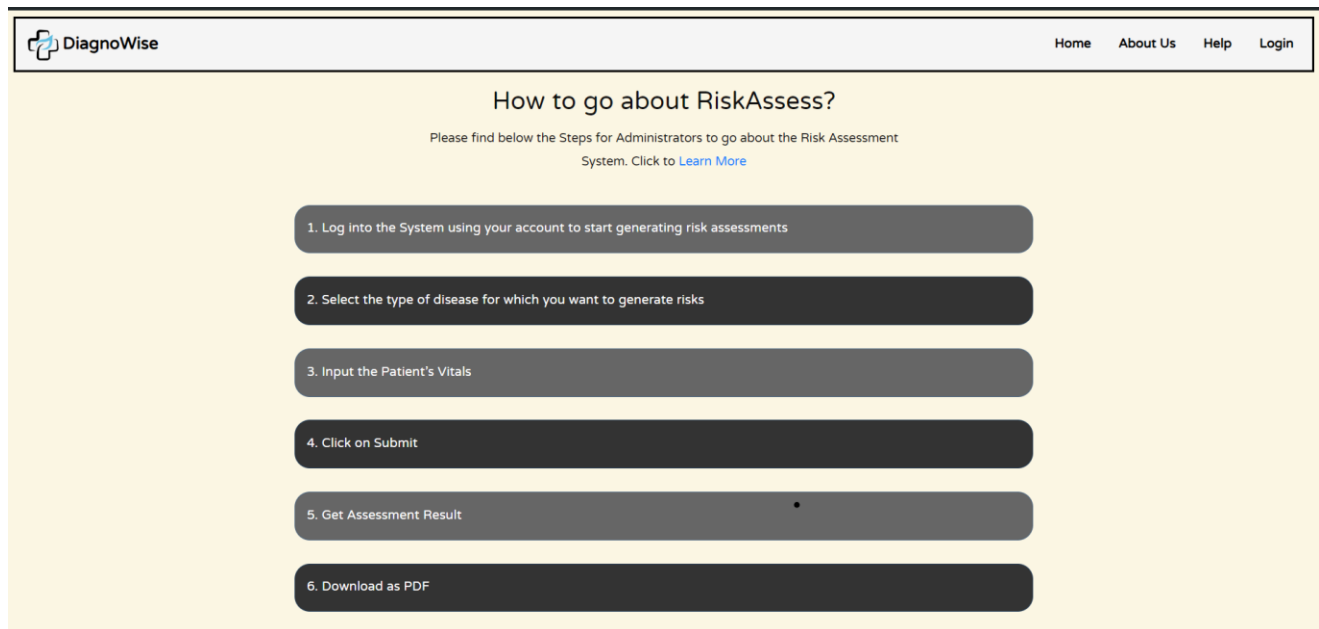 DiagnoWise
Home About Us Help Login
How to go about RiskAssess?
Please find below the Steps for Administrators to go about the Risk Assessment
System. Click to Learn More
1. Log into the System using your account to start generating risk assessments
2. Select the type of disease for which you want to generate risks
3. Input the Patient's Vitals
4. Click on Submit
5. Get Assessment Result
6. Download as PDF